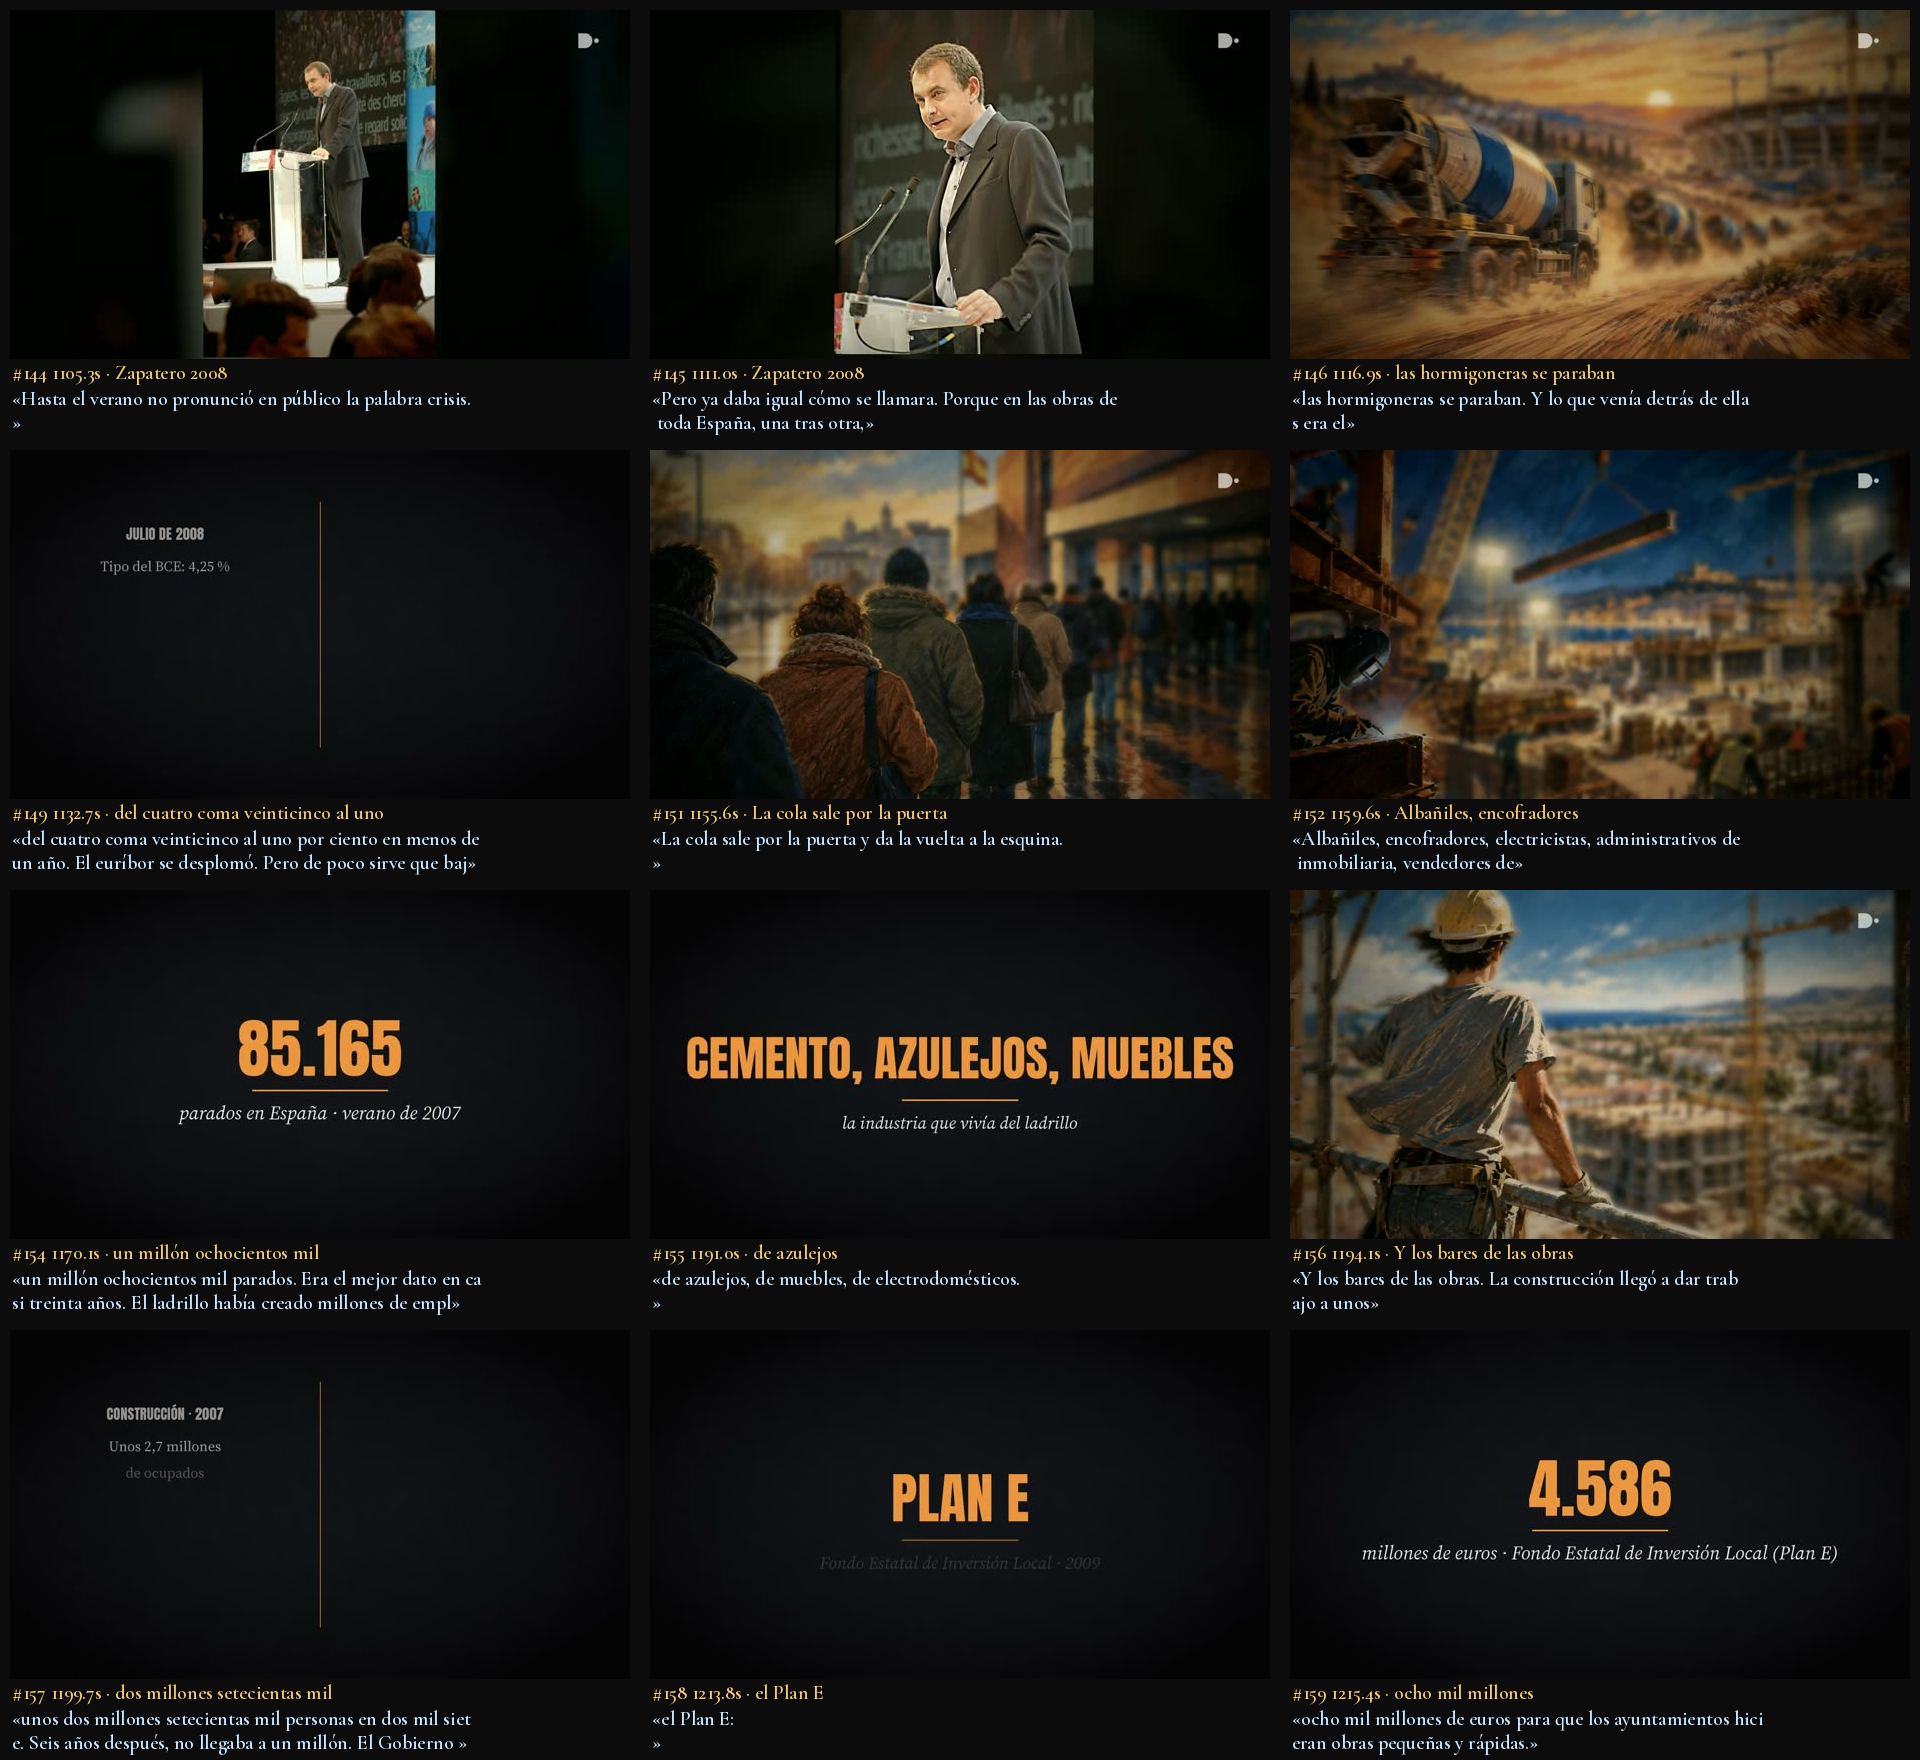 travailleurs, les
té des cherch
e regard solid
richesse
#144 1105.3s · Zapatero 2008
«Hasta el verano no pronunció en público la palabra crisis.
»
#145 1111.0s · Zapatero 2008
«Pero ya daba igual cómo se llamara. Porque en las obras de
toda España, una tras otra,»
#146 1116.9s · las hormigoneras se paraban
«las hormigoneras se paraban. Y lo que venía detrás de ella
s era el»
JULIO DE 2008
Tipo del BCE: 4,25 %
#149 1132.7s · del cuatro coma veinticinco al uno
«del cuatro coma veinticinco al uno por ciento en menos de
un año. El euríbor se desplomó. Pero de poco sirve que baj»
#151 1155.6s · La cola sale por la puerta
«La cola sale por la puerta y da la vuelta a la esquina.
»
#152 1159.6s · Albañiles, encofradores
«Albañiles, encofradores, electricistas, administrativos de
inmobiliaria, vendedores de»
85.165
parados en España · verano de 2007
#154 1170.1s · un millón ochocientos mil
«un millón ochocientos mil parados. Era el mejor dato en ca
si treinta años. El ladrillo había creado millones de empl»
CEMENTO, AZULEJOS, MUEBLES
la industria que vivía del ladrillo
#155 1191.0s · de azulejos
«de azulejos, de muebles, de electrodomésticos.
»
#156 1194.1s · Y los bares de las obras
«Y los bares de las obras. La construcción llegó a dar trab
ajo a unos»
CONSTRUCCIÓN · 2007
Unos 2,7 millones
de ocupados
#157 1199.7s · dos millones setecientas mil
«unos dos millones setecientas mil personas en dos mil siet
e. Seis años después, no llegaba a un millón. El Gobierno »
PLAN E
Fondo Estatal de Inversión Local · 2009
#158 1213.8s · el Plan E
«el Plan E:
»
4.586
millones de euros · Fondo Estatal de Inversión Local (Plan E)
#159 1215.4s · ocho mil millones
«ocho mil millones de euros para que los ayuntamientos hici
eran obras pequeñas y rápidas.»